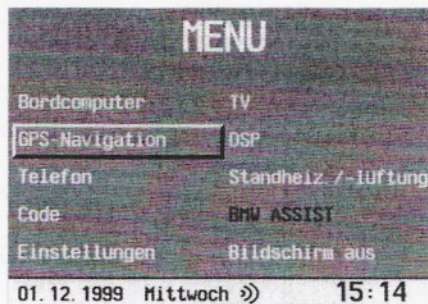 MENU
Bordcomputer TV
GPS-Navigation DSP
Telefon Standheiz./-lüftung
Code BMW ASSIST
Einstellungen Bildschirm aus
01.12.1999 Mittwoch 15:14